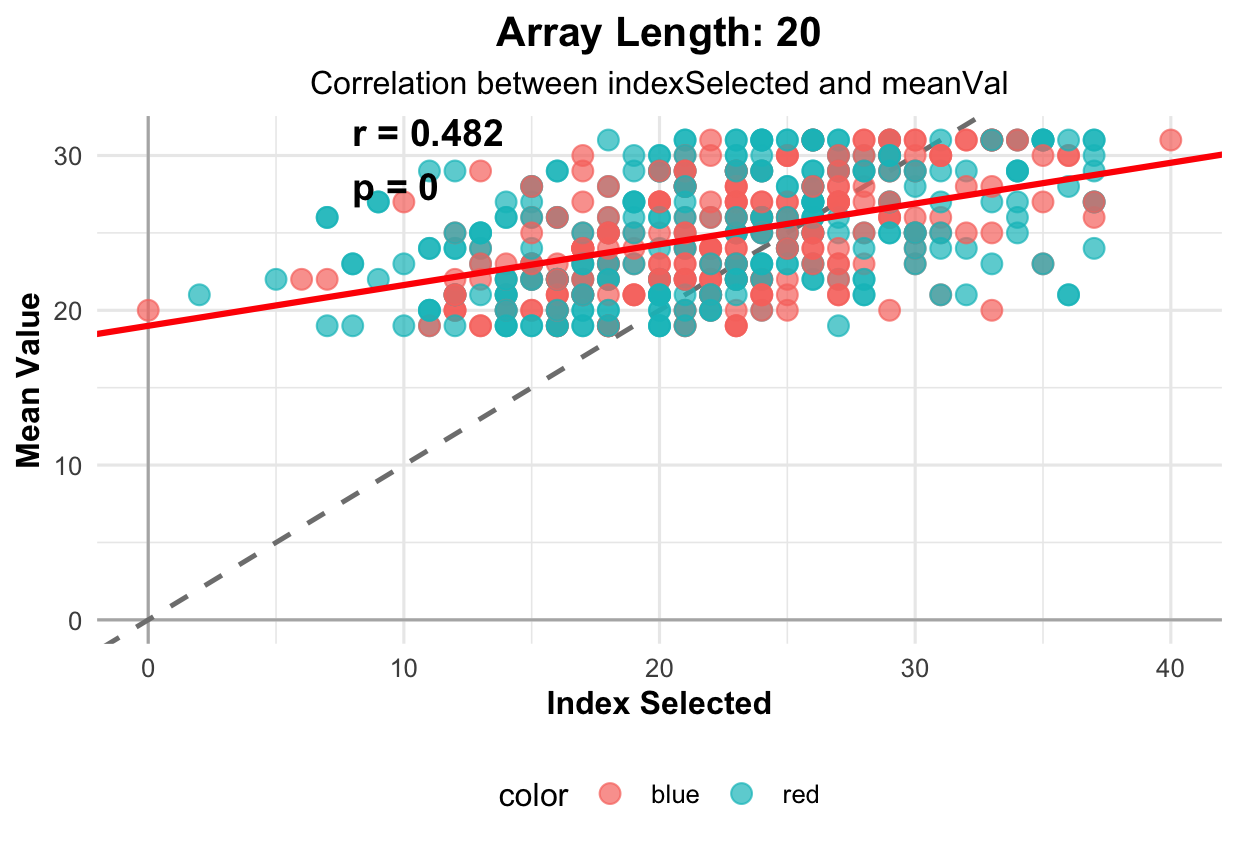 Array Length: 20
Correlation between indexSelected and meanVal
r = 0.482
p = 0
Mean Value
30
20
10
0
0 10 20 30 40
Index Selected
color blue red